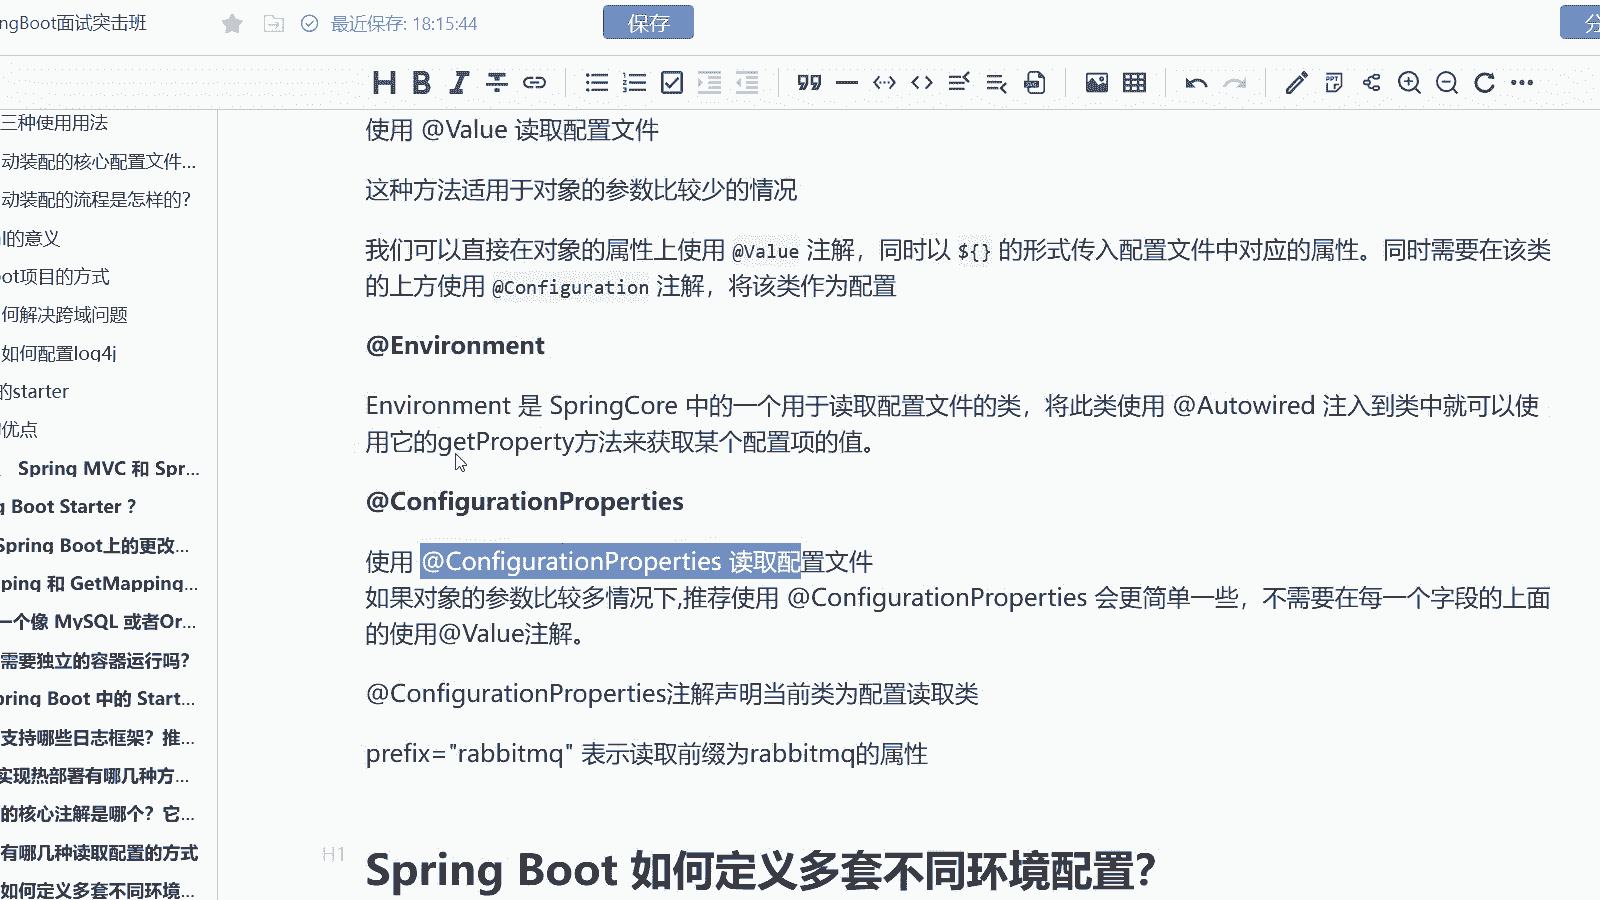 ngBoot面试突击班
最近保存: 18:15:44
保存
三种使用用法
动装配的核心配置文件...
动装配的流程是怎样的?
的意义
ot项目的方式
何解决跨域问题
如何配置log4j
的starter
优点
Spring MVC 和 Spr...
g Boot Starter ?
Spring Boot上的更改...
ping 和 GetMapping...
一个像 MySQL 或者Or...
需要独立的容器运行吗?
pring Boot 中的 Start...
支持哪些日志框架? 推...
实现热部署有哪几种方...
的核心注解是哪个? 它...
有哪几种读取配置的方式
如何定义多套不同环境...
使用 @Value 读取配置文件
这种方法适用于对象的参数比较少的情况
我们可以直接在对象的属性上使用 @Value 注解，同时以 ${} 的形式传入配置文件中对应的属性。同时需要在该类
的上方使用 @Configuration 注解，将该类作为配置
@Environment
Environment 是 SpringCore 中的一个用于读取配置文件的类，将此类使用 @Autowired 注入到类中就可以使
用它的getProperty方法来获取某个配置项的值。
@ConfigurationProperties
使用 @ConfigurationProperties 读取配置文件
如果对象的参数比较多情况下,推荐使用 @ConfigurationProperties 会更简单一些，不需要在每一个字段的上面
的使用@Value注解。
@ConfigurationProperties注解声明当前类为配置读取类
prefix="rabbitmq" 表示读取前缀为rabbitmq的属性
H1
Spring Boot 如何定义多套不同环境配置?